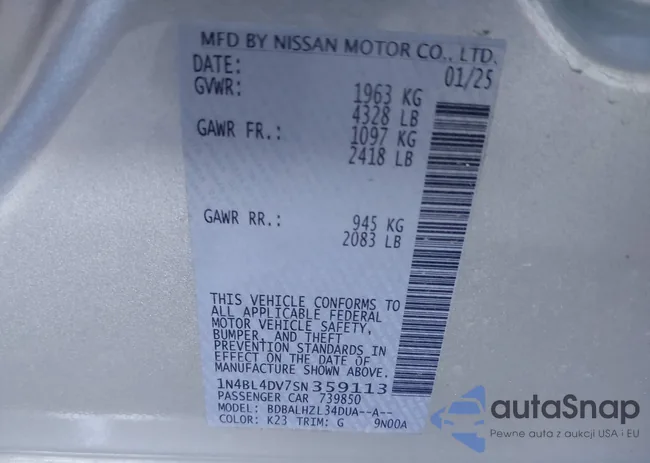 MFD BY NISSAN MOTOR CO., LTD.
DATE: 01/25
GVWR: 1963 KG
4328 LB
GAWR FR.: 1097 KG
2418 LB
GAWR RR.: 945 KG
2083 LB
THIS VEHICLE CONFORMS TO
ALL APPLICABLE FEDERAL
MOTOR VEHICLE SAFETY,
BUMPER, AND THEFT
PREVENTION STANDARDS IN
EFFECT ON THE DATE OF
MANUFACTURE SHOWN ABOVE.
1N4BL4DV7SN359113
PASSENGER CAR 739850
MODEL: BDBALHZL34DUA--A--
COLOR: K23 TRIM: G 9N00A
autoSnap
Pewne auta z aukcji USA i EU